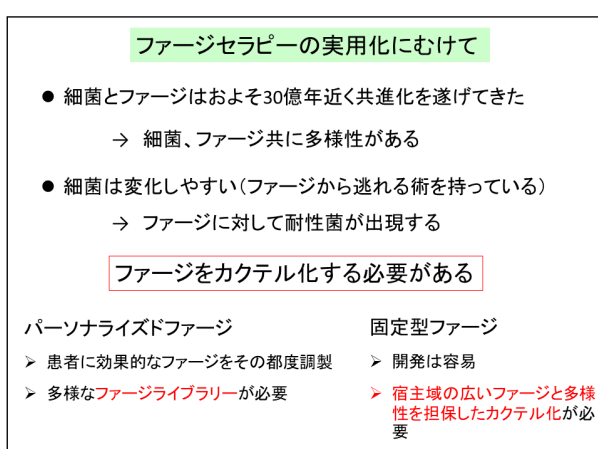 ファージセラピーの実用化にむけて
● 細菌とファージはおよそ30億年近く共進化を遂げてきた
→ 細菌、ファージ共に多様性がある
● 細菌は変化しやすい（ファージから逃れる術を持っている）
→ ファージに対して耐性菌が出現する
ファージをカクテル化する必要がある
パーソナライズドファージ
➢ 患者に効果的なファージをその都度調製
➢ 多様なファージライブラリーが必要
固定型ファージ
➢ 開発は容易
➢ 宿主域の広いファージと多様
性を担保したカクテル化が必
要